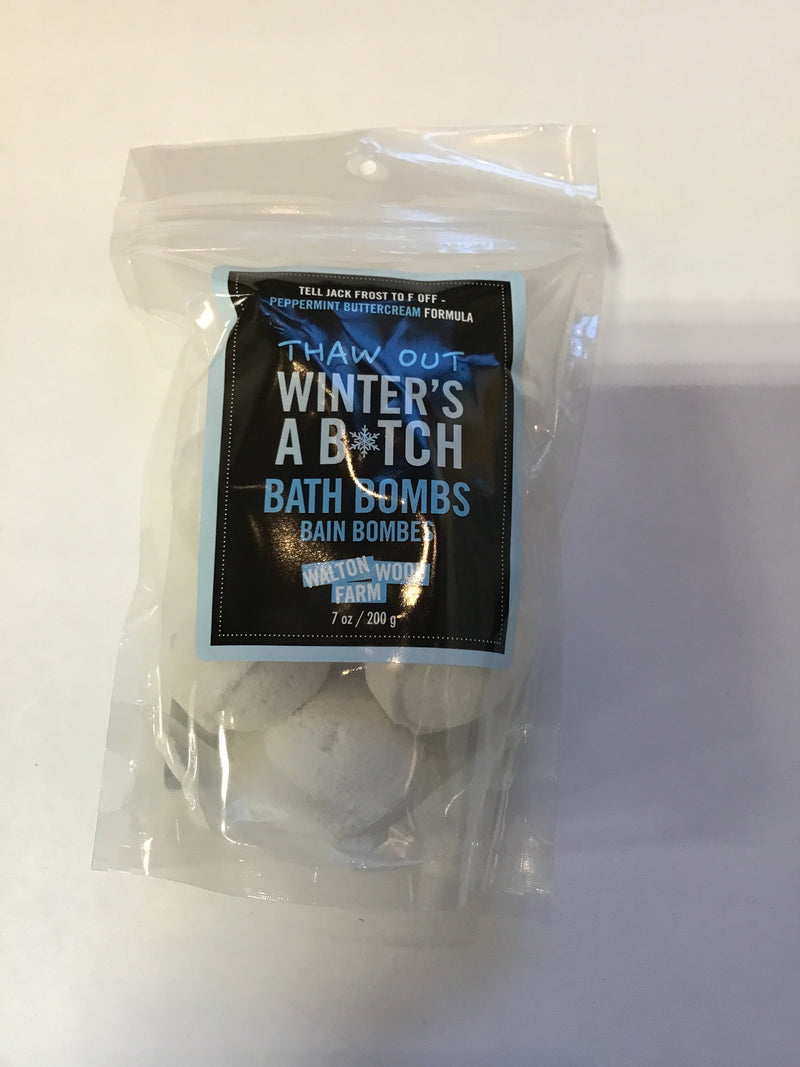 TELL JACK FROST TO F OFF -
PEPPERMINT BUTTERCREAM FORMULA
THAW OUT
WINTER'S
A B*TCH
BATH BOMBS
BAIN BOMBES
WALTON WOOD
FARM
7 oz / 200 g